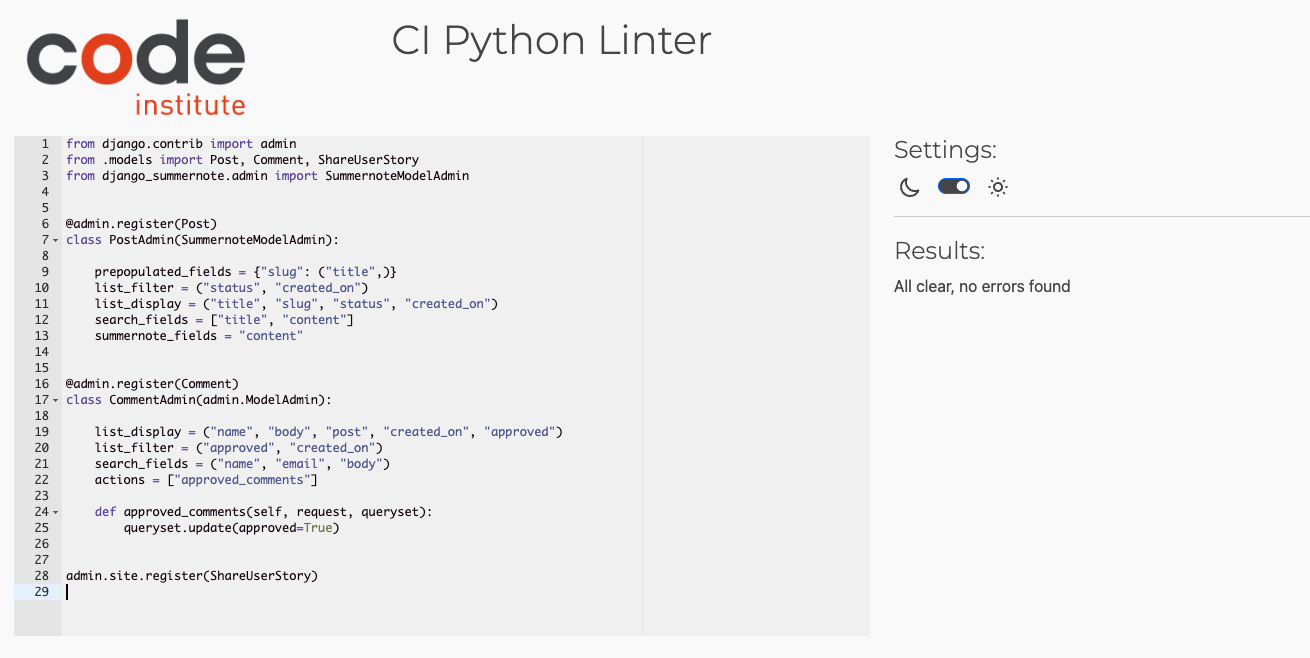 code
institute
CI Python Linter
1 from django.contrib import admin
2 from .models import Post, Comment, ShareUserStory
3 from django_summernote.admin import SummernoteModelAdmin
4
5
6 @admin.register(Post)
7 class PostAdmin(SummernoteModelAdmin):
8
9     prepopulated_fields = {"slug": ("title",)}
10     list_filter = ("status", "created_on")
11     list_display = ("title", "slug", "status", "created_on")
12     search_fields = ["title", "content"]
13     summernote_fields = "content"
14
15
16 @admin.register(Comment)
17 class CommentAdmin(admin.ModelAdmin):
18
19     list_display = ("name", "body", "post", "created_on", "approved")
20     list_filter = ("approved", "created_on")
21     search_fields = ("name", "email", "body")
22     actions = ["approved_comments"]
23
24     def approved_comments(self, request, queryset):
25         queryset.update(approved=True)
26
27
28 admin.site.register(ShareUserStory)
29
Settings:
Results:
All clear, no errors found